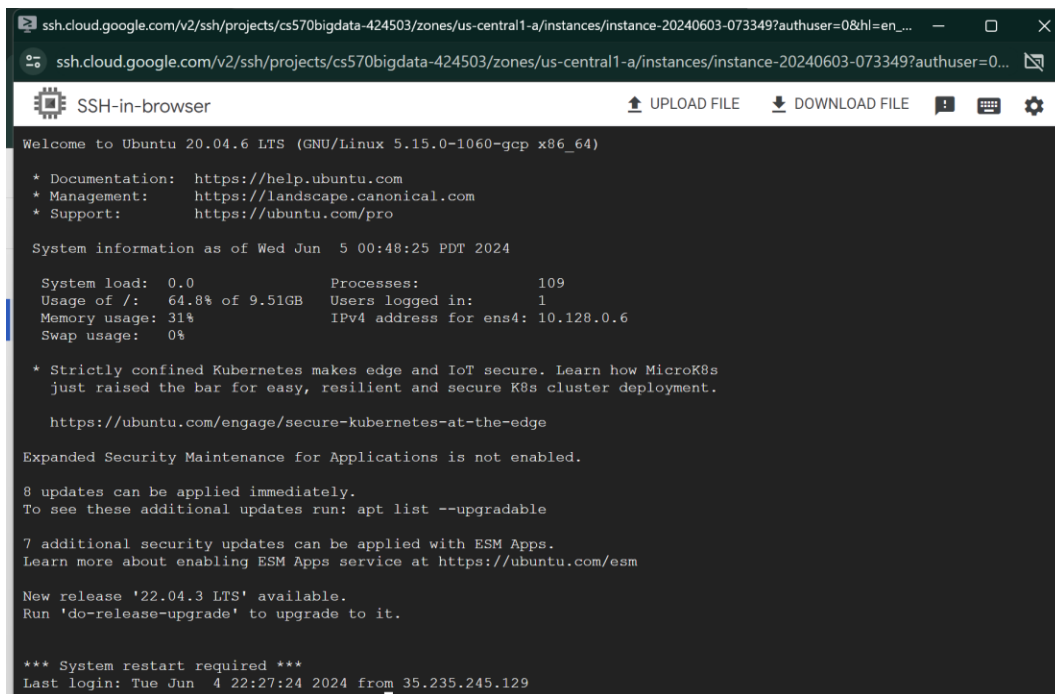 ssh.cloud.google.com/v2/ssh/projects/cs570bigdata-424503/zones/us-central1-a/instances/instance-20240603-073349?authuser=0&hl=en_...
ssh.cloud.google.com/v2/ssh/projects/cs570bigdata-424503/zones/us-central1-a/instances/instance-20240603-073349?authuser=0...
SSH-in-browser UPLOAD FILE DOWNLOAD FILE
Welcome to Ubuntu 20.04.6 LTS (GNU/Linux 5.15.0-1060-gcp x86_64)
* Documentation: https://help.ubuntu.com
* Management: https://landscape.canonical.com
* Support: https://ubuntu.com/pro
System information as of Wed Jun 5 00:48:25 PDT 2024
System load: 0.0 Processes: 109
Usage of /: 64.8% of 9.51GB Users logged in: 1
Memory usage: 31% IPv4 address for ens4: 10.128.0.6
Swap usage: 0%
* Strictly confined Kubernetes makes edge and IoT secure. Learn how MicroK8s
just raised the bar for easy, resilient and secure K8s cluster deployment.
https://ubuntu.com/engage/secure-kubernetes-at-the-edge
Expanded Security Maintenance for Applications is not enabled.
8 updates can be applied immediately.
To see these additional updates run: apt list --upgradable
7 additional security updates can be applied with ESM Apps.
Learn more about enabling ESM Apps service at https://ubuntu.com/esm
New release '22.04.3 LTS' available.
Run 'do-release-upgrade' to upgrade to it.
*** System restart required ***
Last login: Tue Jun 4 22:27:24 2024 from 35.235.245.129